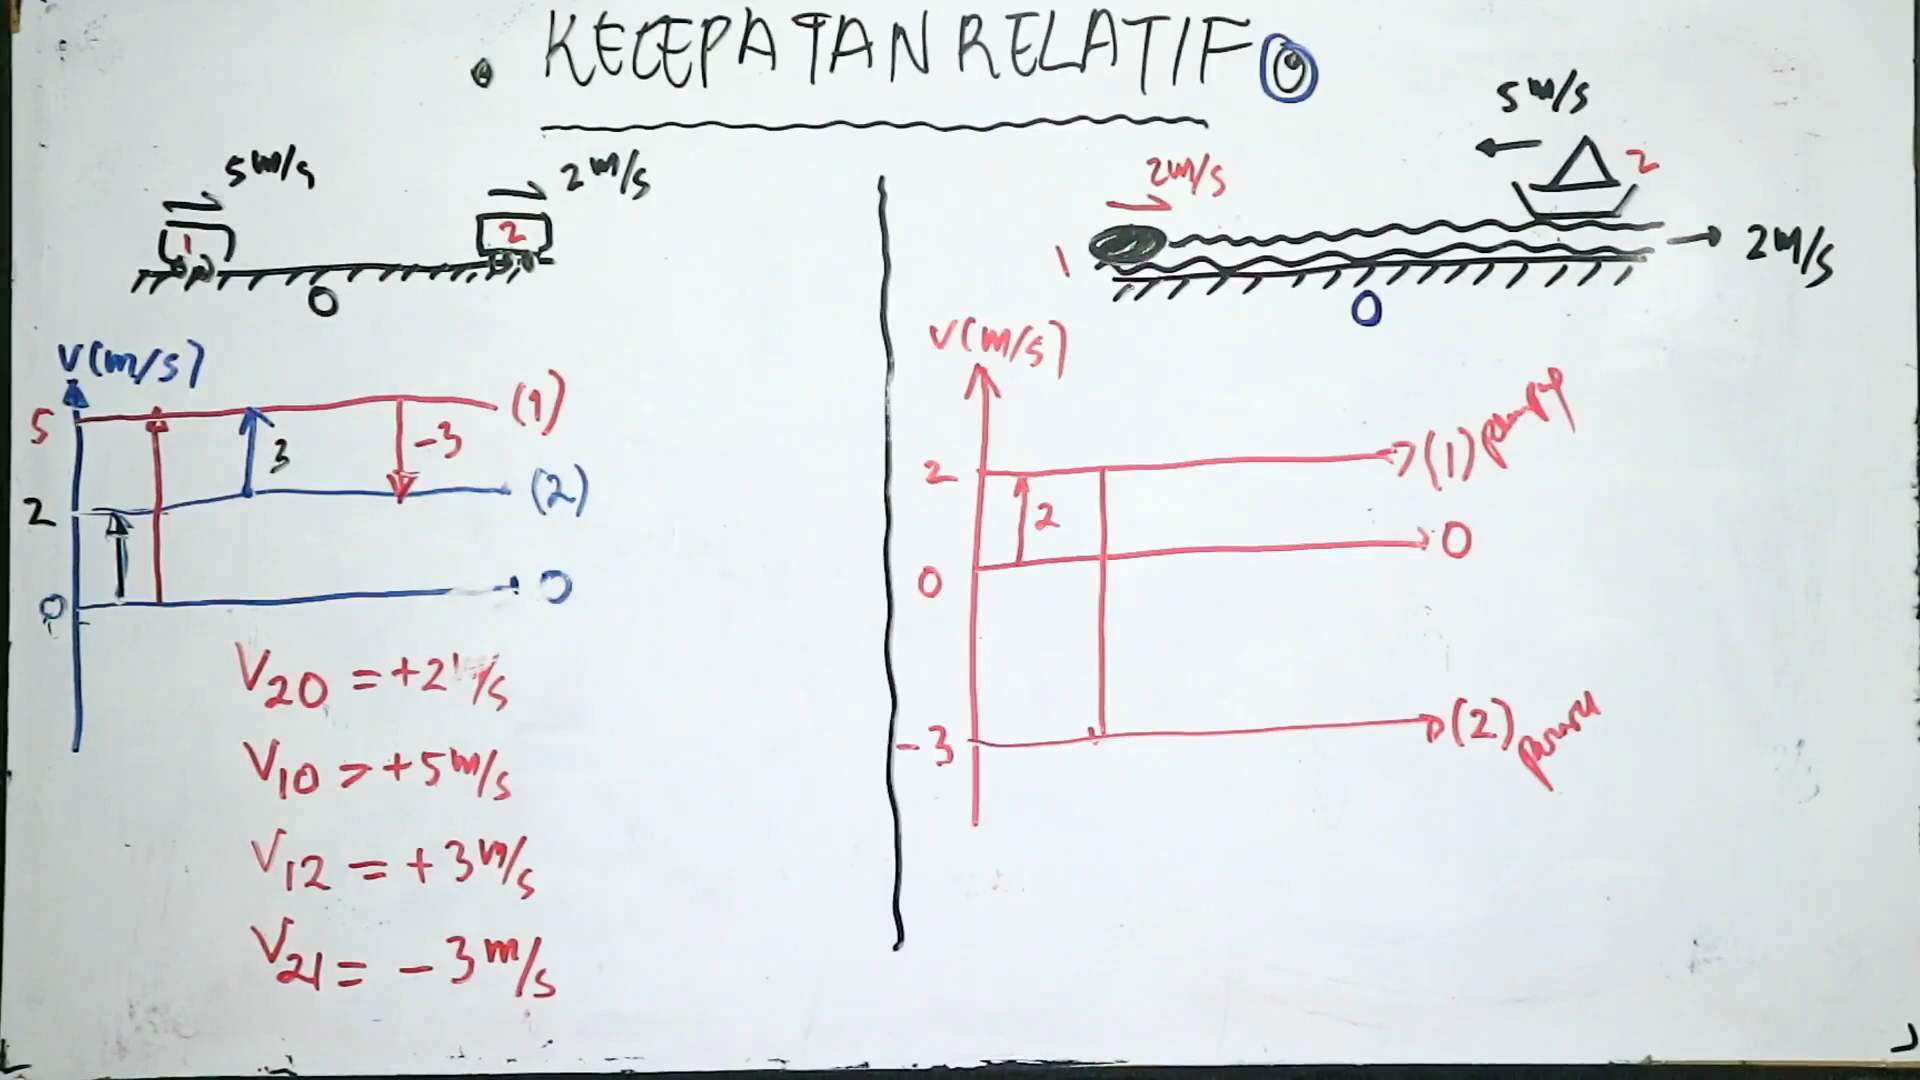 KECEPATAN RELATIF
5 m/s
2 m/s
1
2
0
V(m/s)
5
(1)
3
-3
2
(2)
0
0
V20 = +2 m/s
V10 = +5 m/s
V12 = +3 m/s
V21 = -3 m/s
5 m/s
2
2 m/s
1
2 m/s
0
V(m/s)
2
(1)
2
0
0
-3
(2)